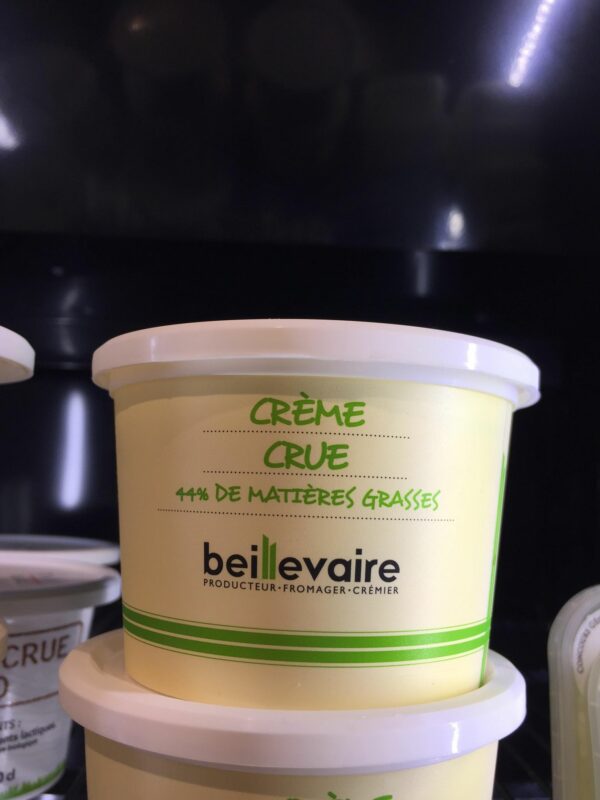 CRÈME
CRUE
44% DE MATIÈRES GRASSES
beillevaire
PRODUCTEUR•FROMAGER•CRÉMIER
CRUE